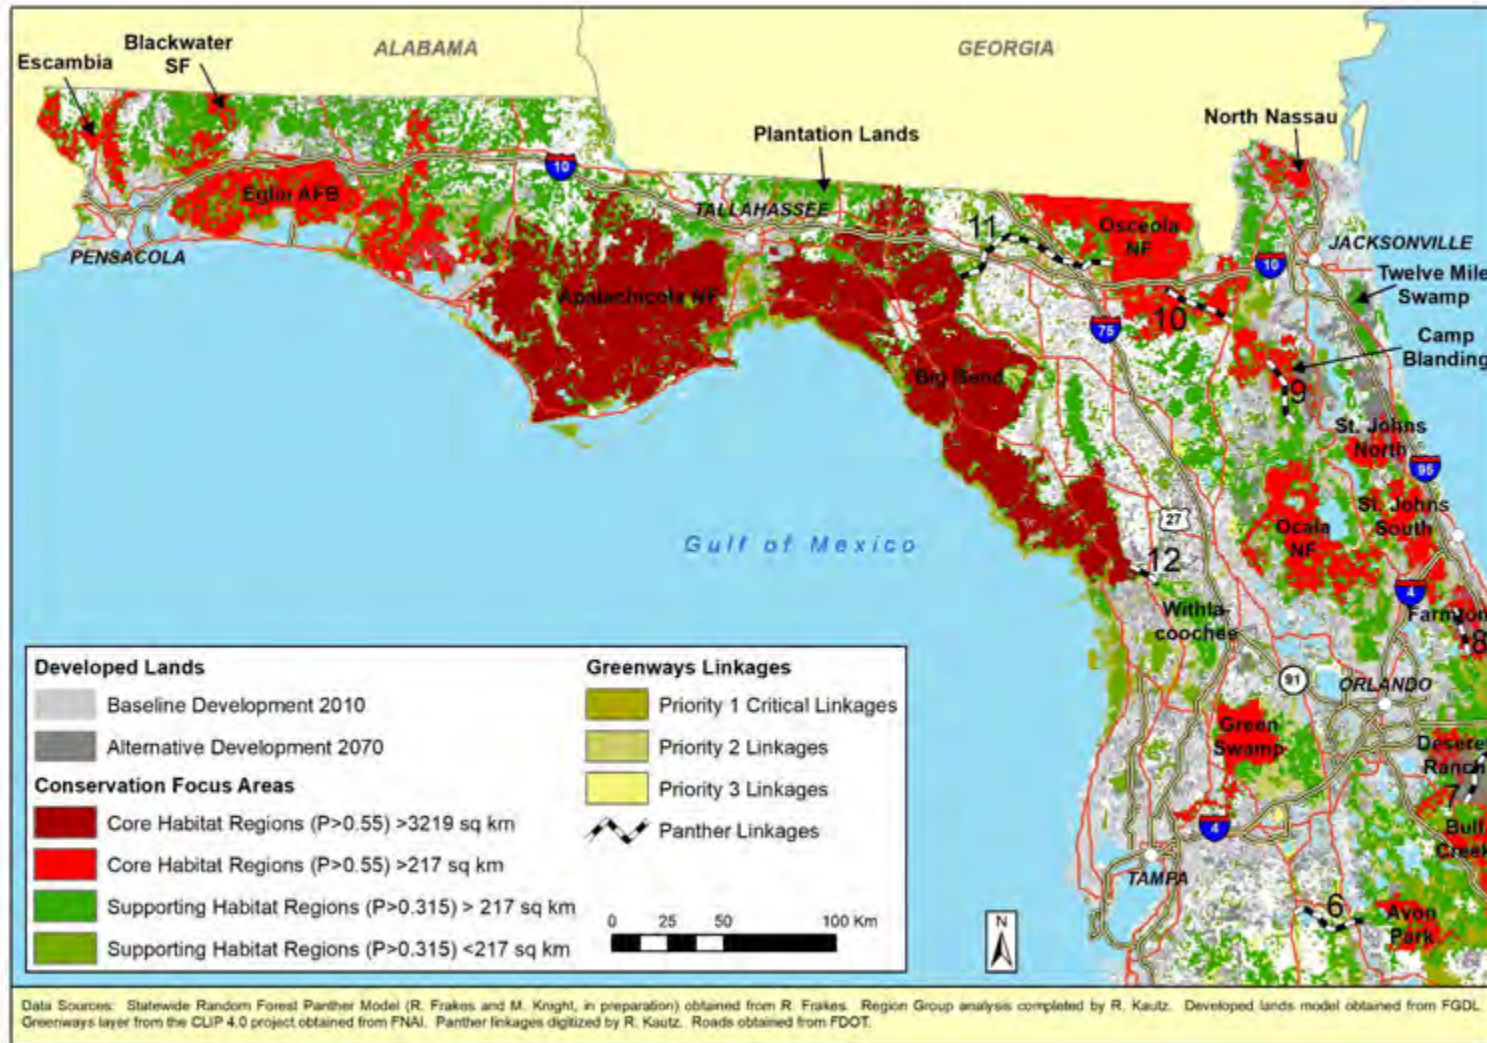 ALABAMA
GEORGIA
Blackwater
SF
Escambia
North Nassau
Plantation Lands
10
Eglin AFB
TALLAHASSEE
11
Osceola
NF
PENSACOLA
JACKSONVILLE
10
Twelve Mile
Swamp
Apalachicola NF
10
75
Camp
Blanding
Big Bend
9
St. Johns
North
95
St. Johns
South
27
Ocala
NF
Gulf of Mexico
12
4
Withla-
coochee
Farmton
8
91
ORLANDO
Green
Swamp
Deseret
Ranch
7
4
Bull
Creek
TAMPA
6
Avon
Park
Developed Lands
Baseline Development 2010
Alternative Development 2070
Conservation Focus Areas
Core Habitat Regions (P>0.55) >3219 sq km
Core Habitat Regions (P>0.55) >217 sq km
Supporting Habitat Regions (P>0.315) > 217 sq km
Supporting Habitat Regions (P>0.315) <217 sq km
Greenways Linkages
Priority 1 Critical Linkages
Priority 2 Linkages
Priority 3 Linkages
Panther Linkages
0 25 50 100 Km
N
Data Sources: Statewide Random Forest Panther Model (R. Frakes and M. Knight, in preparation) obtained from R. Frakes. Region Group analysis completed by R. Kautz. Developed lands model obtained from FGDL
Greenways layer from the CLIP 4.0 project obtained from FNAI. Panther linkages digitized by R. Kautz. Roads obtained from FDOT.